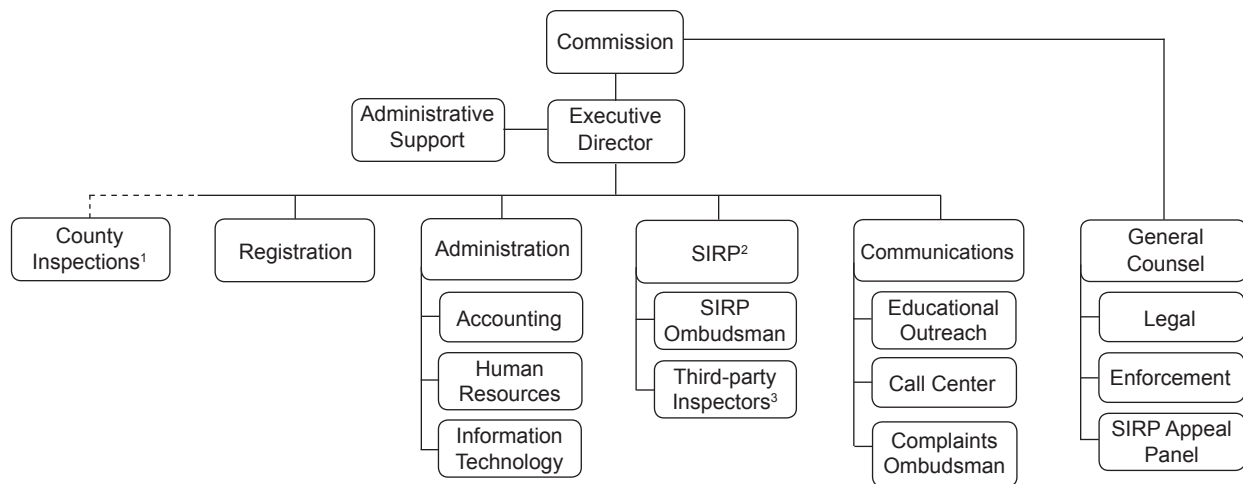 Commission
Administrative
Support
Executive
Director
County
Inspections¹
Registration
Administration
SIRP²
Communications
General
Counsel
Accounting
Human
Resources
Information
Technology
SIRP
Ombudsman
Third-party
Inspectors³
Educational
Outreach
Call Center
Complaints
Ombudsman
Legal
Enforcement
SIRP Appeal
Panel